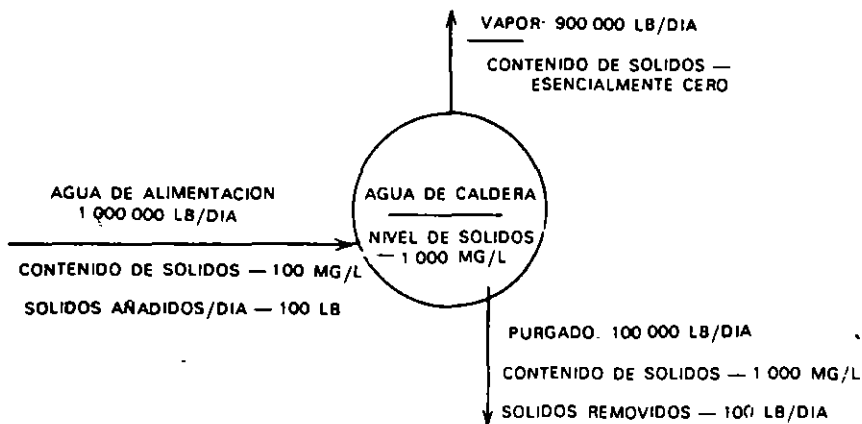 VAPOR- 900 000 LB/DIA
CONTENIDO DE SOLIDOS —
ESENCIALMENTE CERO
AGUA DE ALIMENTACION
1 000 000 LB/DIA
CONTENIDO DE SOLIDOS — 100 MG/L
SOLIDOS AÑADIDOS/DIA — 100 LB
AGUA DE CALDERA
NIVEL DE SOLIDOS
— 1 000 MG/L
PURGADO. 100 000 LB/DIA
CONTENIDO DE SOLIDOS — 1 000 MG/L
SOLIDOS REMOVIDOS — 100 LB/DIA